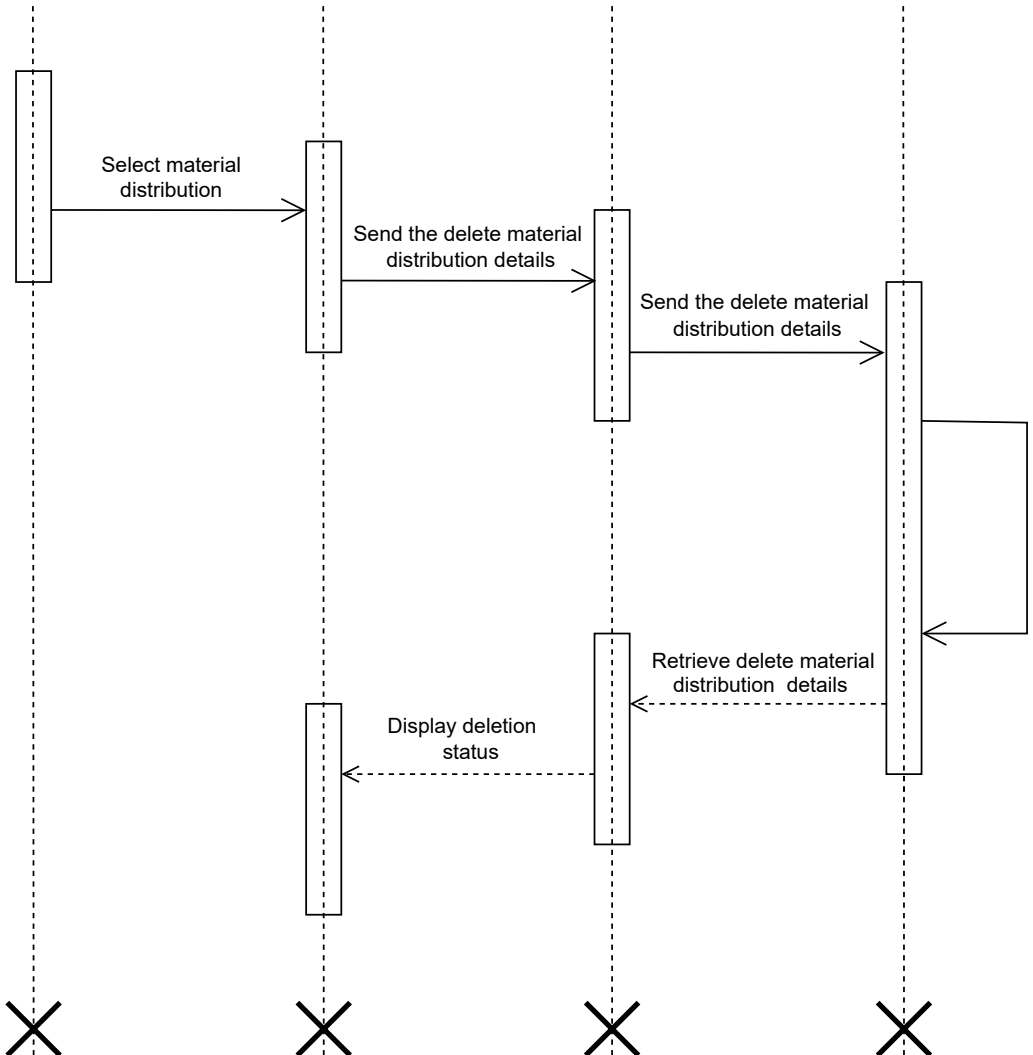 Select material
distribution
Send the delete material
distribution details
Send the delete material
distribution details
Retrieve delete material
distribution  details
Display deletion
status